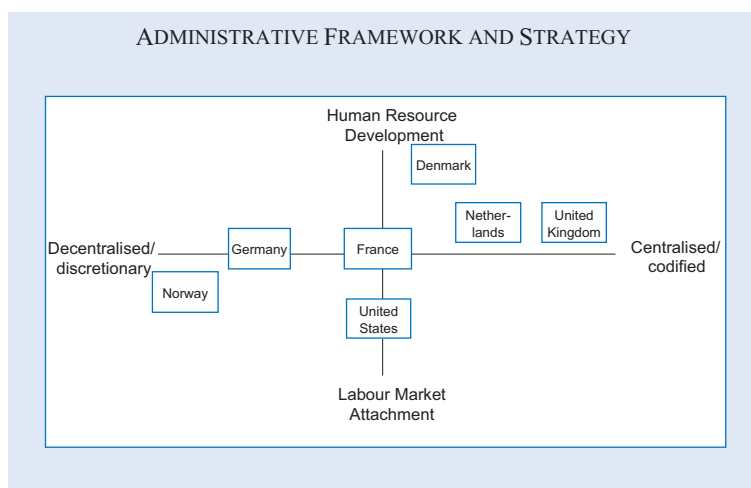 ADMINISTRATIVE FRAMEWORK AND STRATEGY
Human Resource
Development
Denmark
Nether-
lands
United
Kingdom
Decentralised/
discretionary
Germany
France
Centralised/
codified
Norway
United
States
Labour Market
Attachment